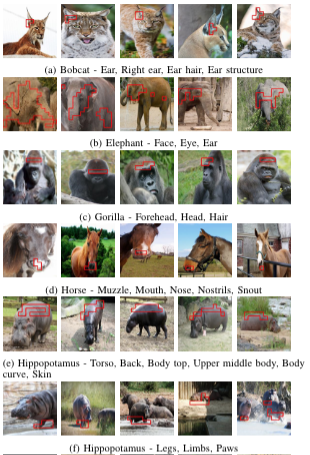 (a) Bobcat - Ear, Right ear, Ear hair, Ear structure
(b) Elephant - Face, Eye, Ear
(c) Gorilla - Forehead, Head, Hair
(d) Horse - Muzzle, Mouth, Nose, Nostrils, Snout
(e) Hippopotamus - Torso, Back, Body top, Upper middle body, Body
curve, Skin
(f) Hippopotamus - Legs, Limbs, Paws